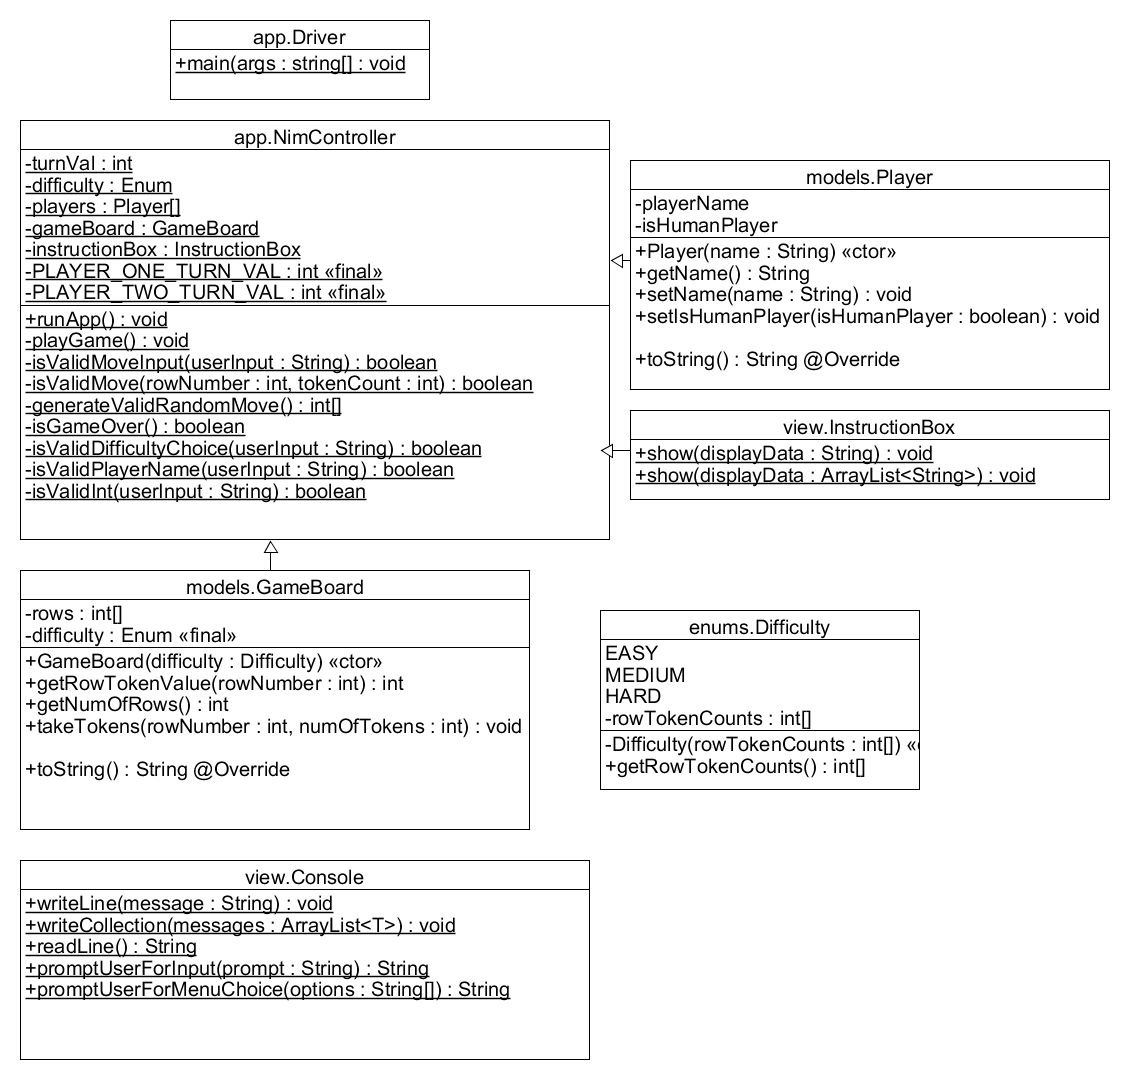 app.Driver
+main(args : string[] : void
app.NimController
-turnVal : int
-difficulty : Enum
-players : Player[]
-gameBoard : GameBoard
-instructionBox : InstructionBox
-PLAYER_ONE_TURN_VAL : int «final»
-PLAYER_TWO_TURN_VAL : int «final»
+runApp() : void
-playGame() : void
-isValidMoveInput(userInput : String) : boolean
-isValidMove(rowNumber : int, tokenCount : int) : boolean
-generateValidRandomMove() : int[]
-isGameOver() : boolean
-isValidDifficultyChoice(userInput : String) : boolean
-isValidPlayerName(userInput : String) : boolean
-isValidInt(userInput : String) : boolean
models.Player
-playerName
-isHumanPlayer
+Player(name : String) «ctor»
+getName() : String
+setName(name : String) : void
+setIsHumanPlayer(isHumanPlayer : boolean) : void
+toString() : String @Override
view.InstructionBox
+show(displayData : String) : void
+show(displayData : ArrayList<String>) : void
models.GameBoard
-rows : int[]
-difficulty : Enum «final»
+GameBoard(difficulty : Difficulty) «ctor»
+getRowTokenValue(rowNumber : int) : int
+getNumOfRows() : int
+takeTokens(rowNumber : int, numOfTokens : int) : void
+toString() : String @Override
enums.Difficulty
EASY
MEDIUM
HARD
-rowTokenCounts : int[]
-Difficulty(rowTokenCounts : int[]) «
+getRowTokenCounts() : int[]
view.Console
+writeLine(message : String) : void
+writeCollection(messages : ArrayList<T>) : void
+readLine() : String
+promptUserForInput(prompt : String) : String
+promptUserForMenuChoice(options : String[]) : String